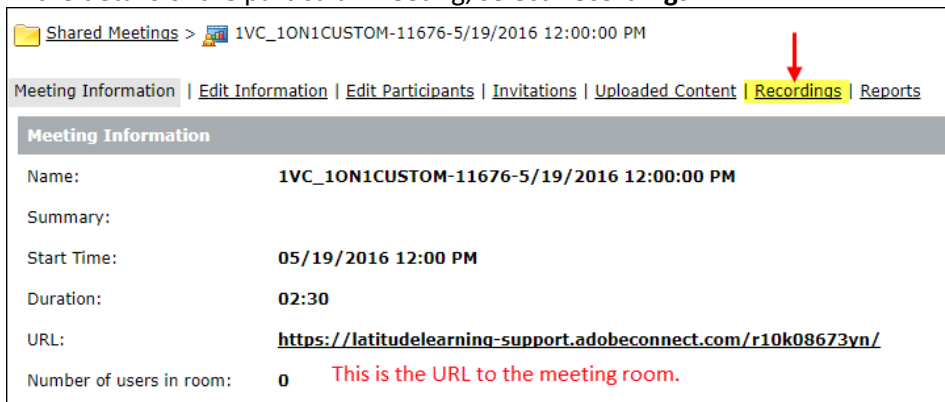 Shared Meetings > 1VC_1ON1CUSTOM-11676-5/19/2016 12:00:00 PM
Meeting Information | Edit Information | Edit Participants | Invitations | Uploaded Content | Recordings | Reports
Meeting Information
Name: 1VC_1ON1CUSTOM-11676-5/19/2016 12:00:00 PM
Summary:
Start Time: 05/19/2016 12:00 PM
Duration: 02:30
URL: https://latitudelearning-support.adobeconnect.com/r10k08673yn/
Number of users in room: 0 This is the URL to the meeting room.